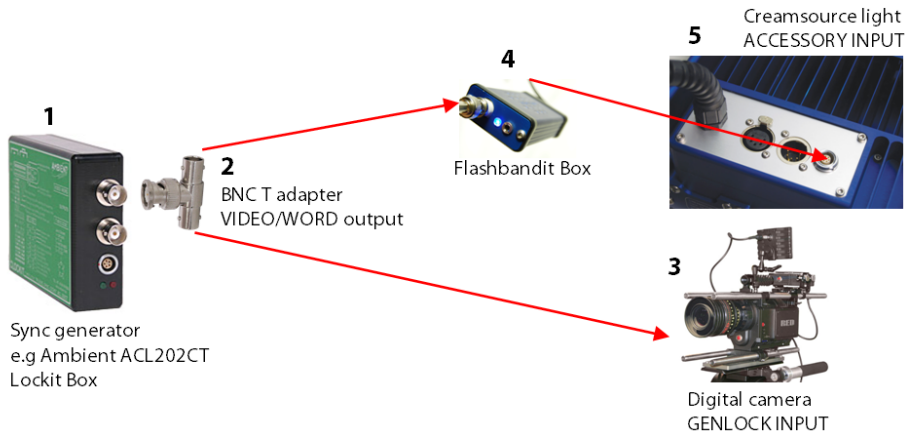 1
Sync generator
e.g Ambient ACL202CT
Lockit Box
2
BNC T adapter
VIDEO/WORD output
4
Flashbandit Box
5
Creamsource light
ACCESSORY INPUT
3
RED
Digital camera
GENLOCK INPUT